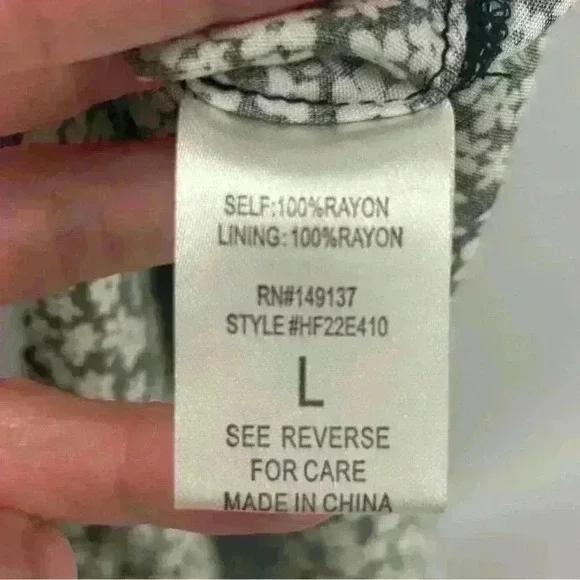 SELF:100%RAYON
LINING:100%RAYON
RN#149137
STYLE#HF22E410
L
SEE REVERSE
FOR CARE
MADE IN CHINA